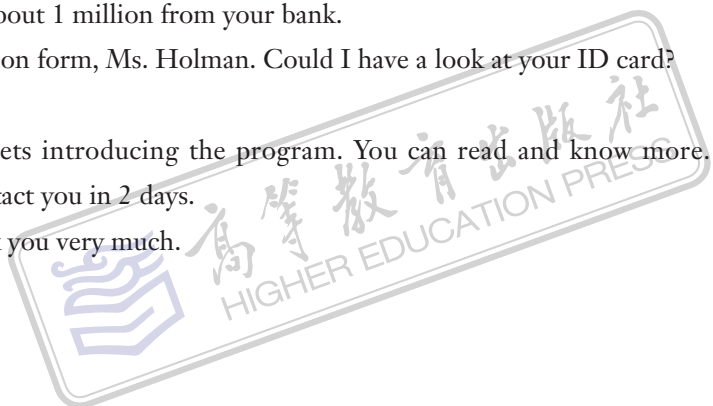 bout 1 million from your bank.
on form, Ms. Holman. Could I have a look at your ID card?
ets introducing the program. You can read and know more.
tact you in 2 days.
you very much.
高等教育出版社
HIGHER EDUCATION PRESS